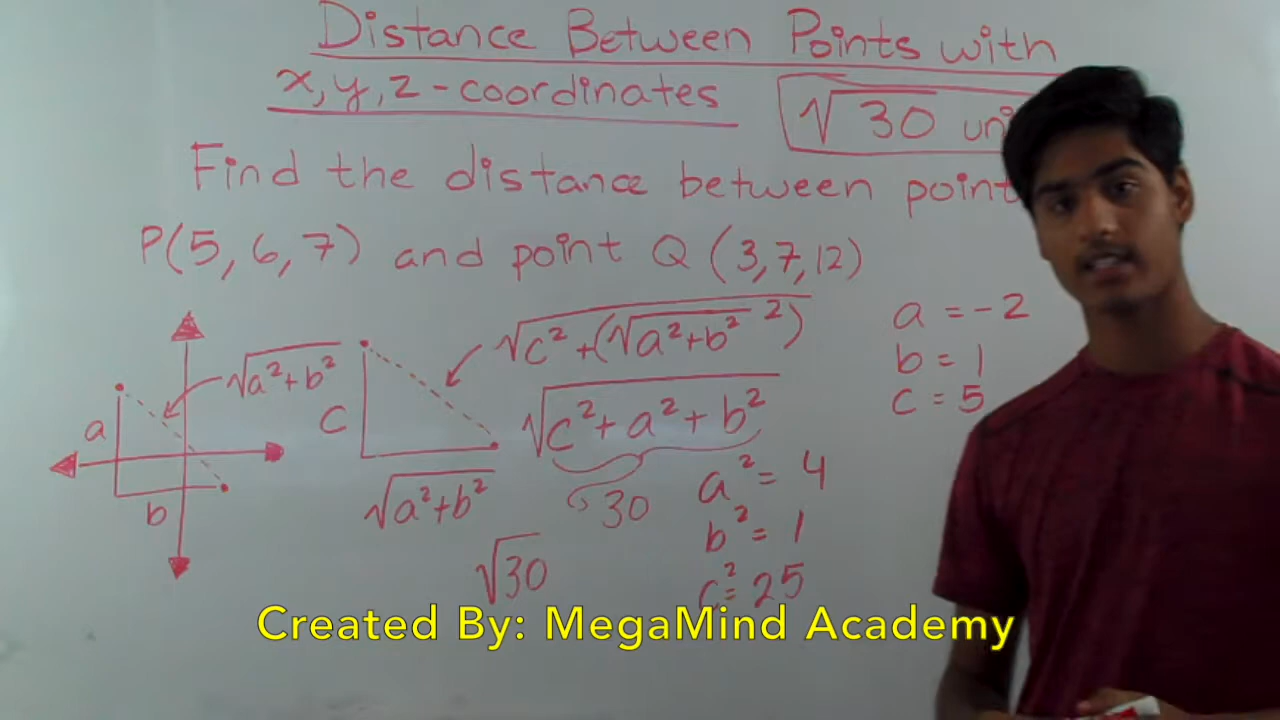 Distance Between Points with
x,y,z-coordinates
√30
Find the distance between
P(5, 6, 7) and point Q (3,7,12)
√c²+(√a²+b² ²)
a = -2
b = 1
c = 5
√a²+b²
a
b
c
√a²+b²
√c²+a²+b²
30
√30
a² = 4
b² = 1
c² = 25
Created By: MegaMind Academy